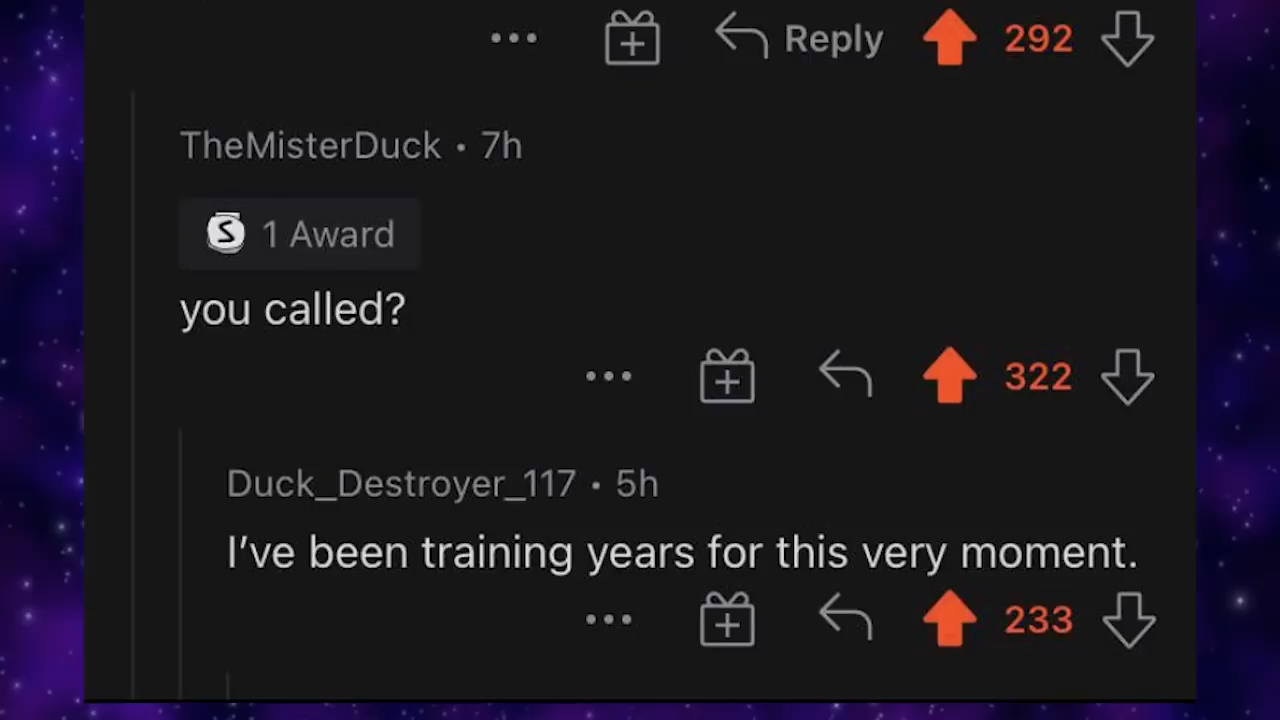 Reply 292
TheMisterDuck • 7h
1 Award
you called?
322
Duck_Destroyer_117 • 5h
I've been training years for this very moment.
233